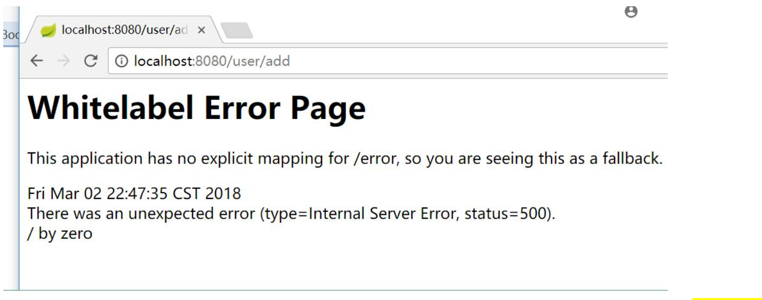 localhost:8080/user/ad
localhost:8080/user/add
Whitelabel Error Page
This application has no explicit mapping for /error, so you are seeing this as a fallback.
Fri Mar 02 22:47:35 CST 2018
There was an unexpected error (type=Internal Server Error, status=500).
/ by zero